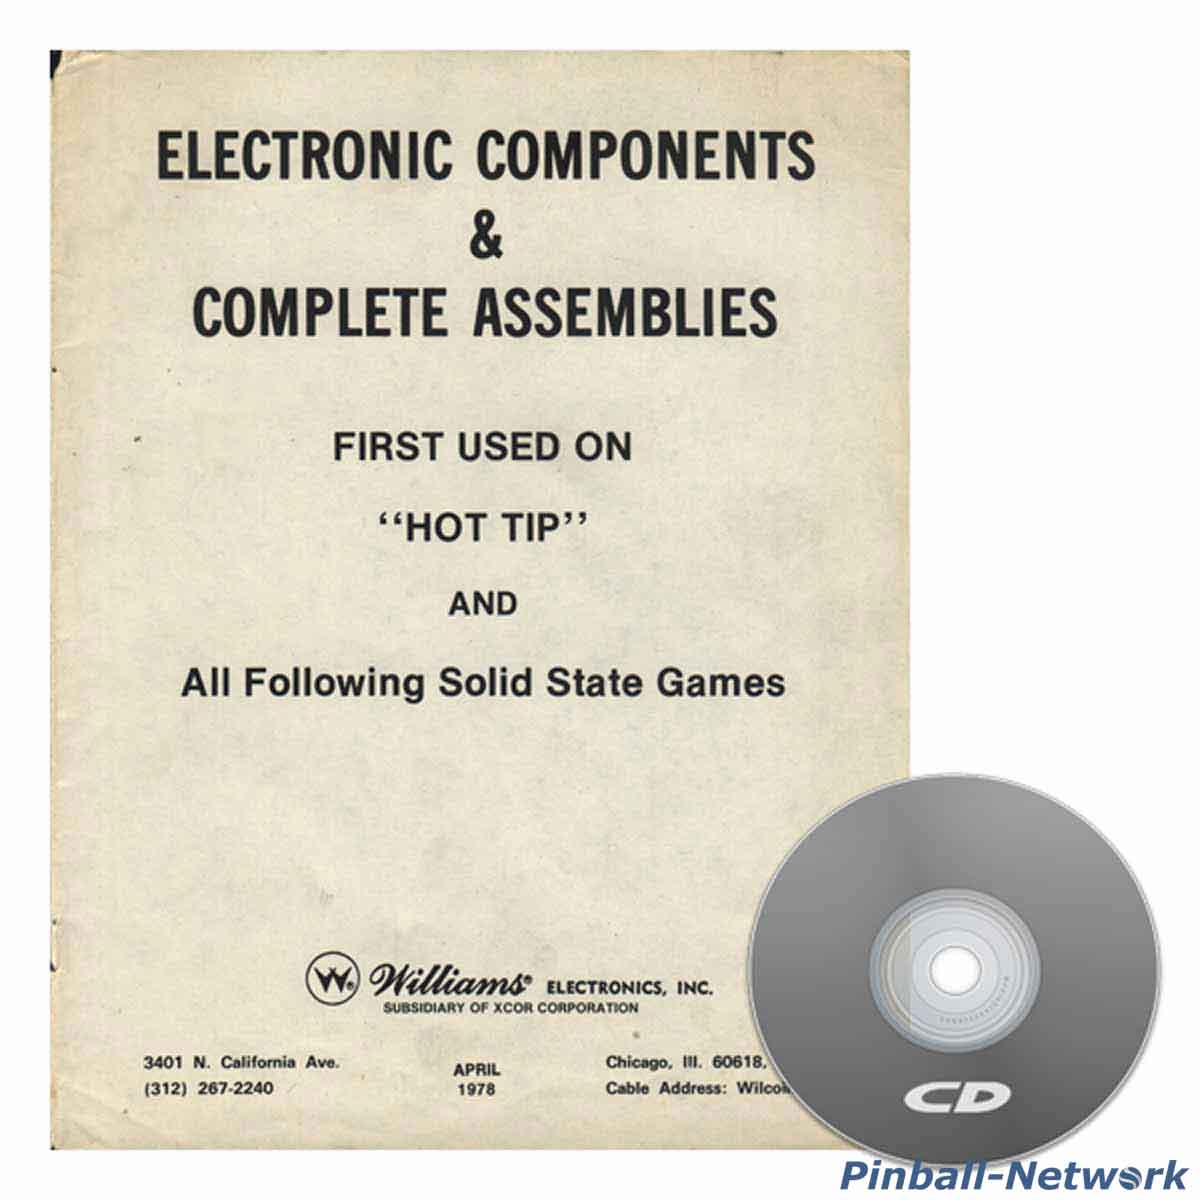 ELECTRONIC COMPONENTS
&
COMPLETE ASSEMBLIES
FIRST USED ON
‘‘HOT TIP’’
AND
All Following Solid State Games
W® Williams® ELECTRONICS, INC.
SUBSIDIARY OF XCOR CORPORATION
3401 N. California Ave.
(312) 267-2240
APRIL
1978
Chicago, Ill. 60618,
Cable Address:
CD
Pinball-Network